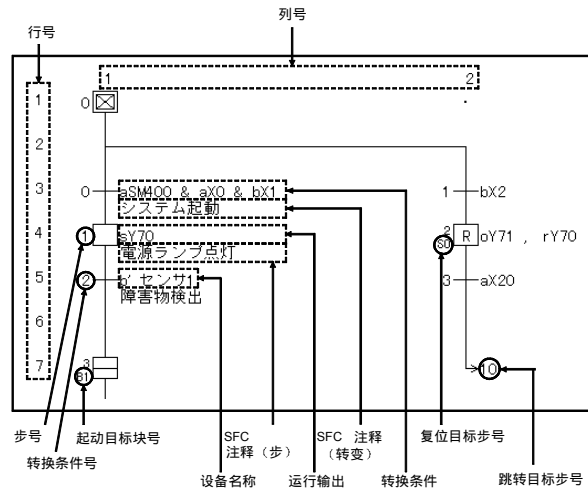 列号
行号
1 2
1 0
2
3 0 aSM400 & aX0 & bX1 1 bX2
システム起動
4 1 sY70 2 R oY71 , rY70
電源ランプ点灯 S0
5 2 センサ1 3 aX20
障害物検出
6
7 3 10
B1
步号 起动目标块号 SFC 注释（步） SFC 注释（转变） 复位目标步号
转换条件号 设备名称 运行输出 转换条件 跳转目标步号